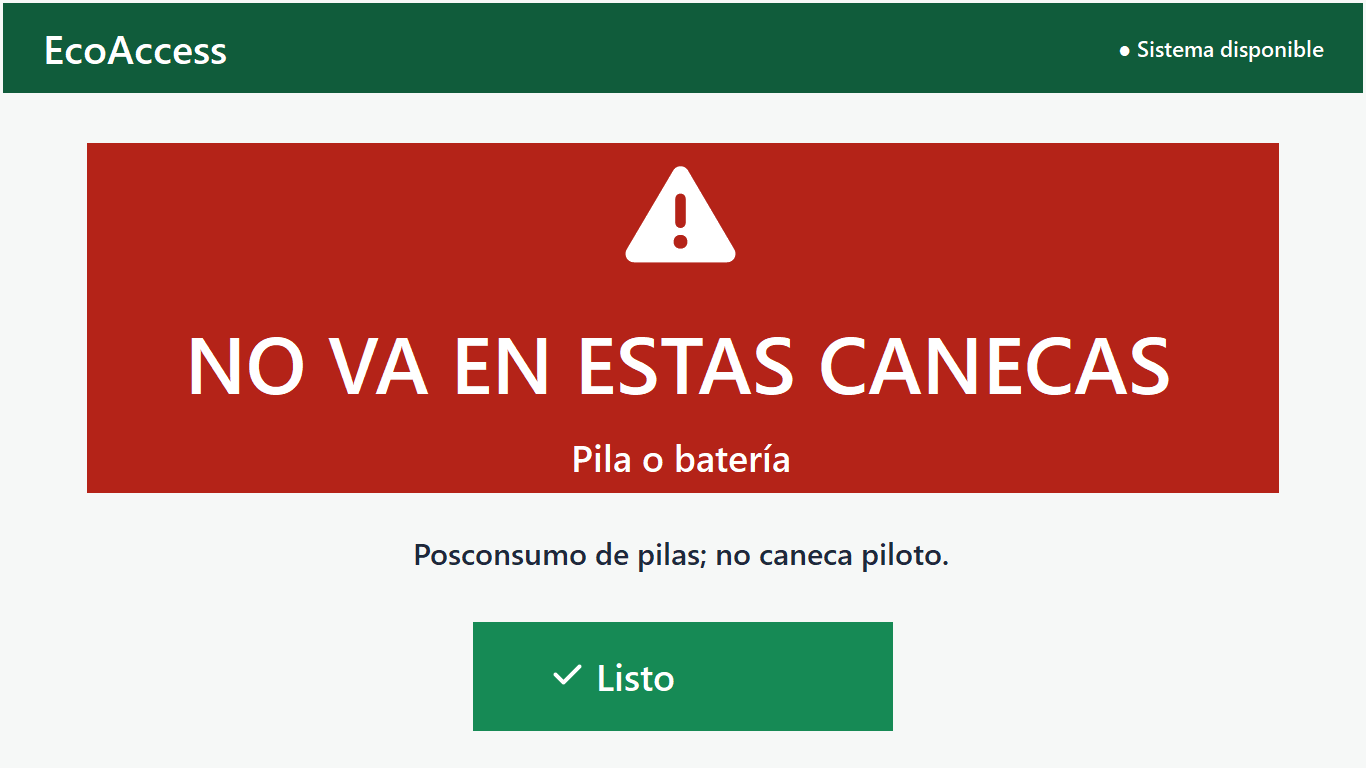 EcoAccess
● Sistema disponible
NO VA EN ESTAS CANECAS
Pila o batería
Posconsumo de pilas; no caneca piloto.
Listo